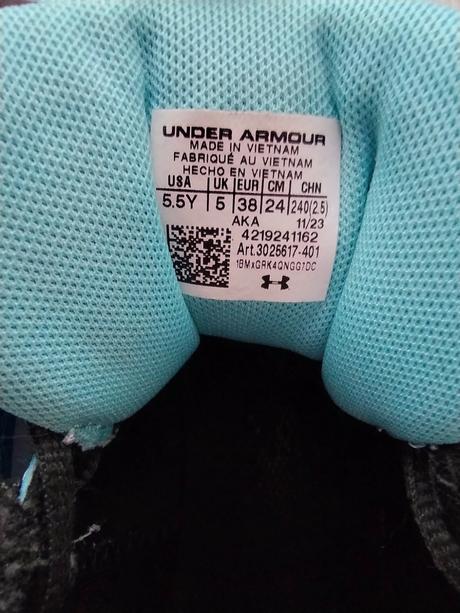 UNDER ARMOUR
MADE IN VIETNAM
FABRIQUÉ AU VIETNAM
HECHO EN VIETNAM
USA UK EUR CM CHN
5.5Y 5 38 24 240(2.5)
AKA 11/23
4219241162
Art.3025617-401